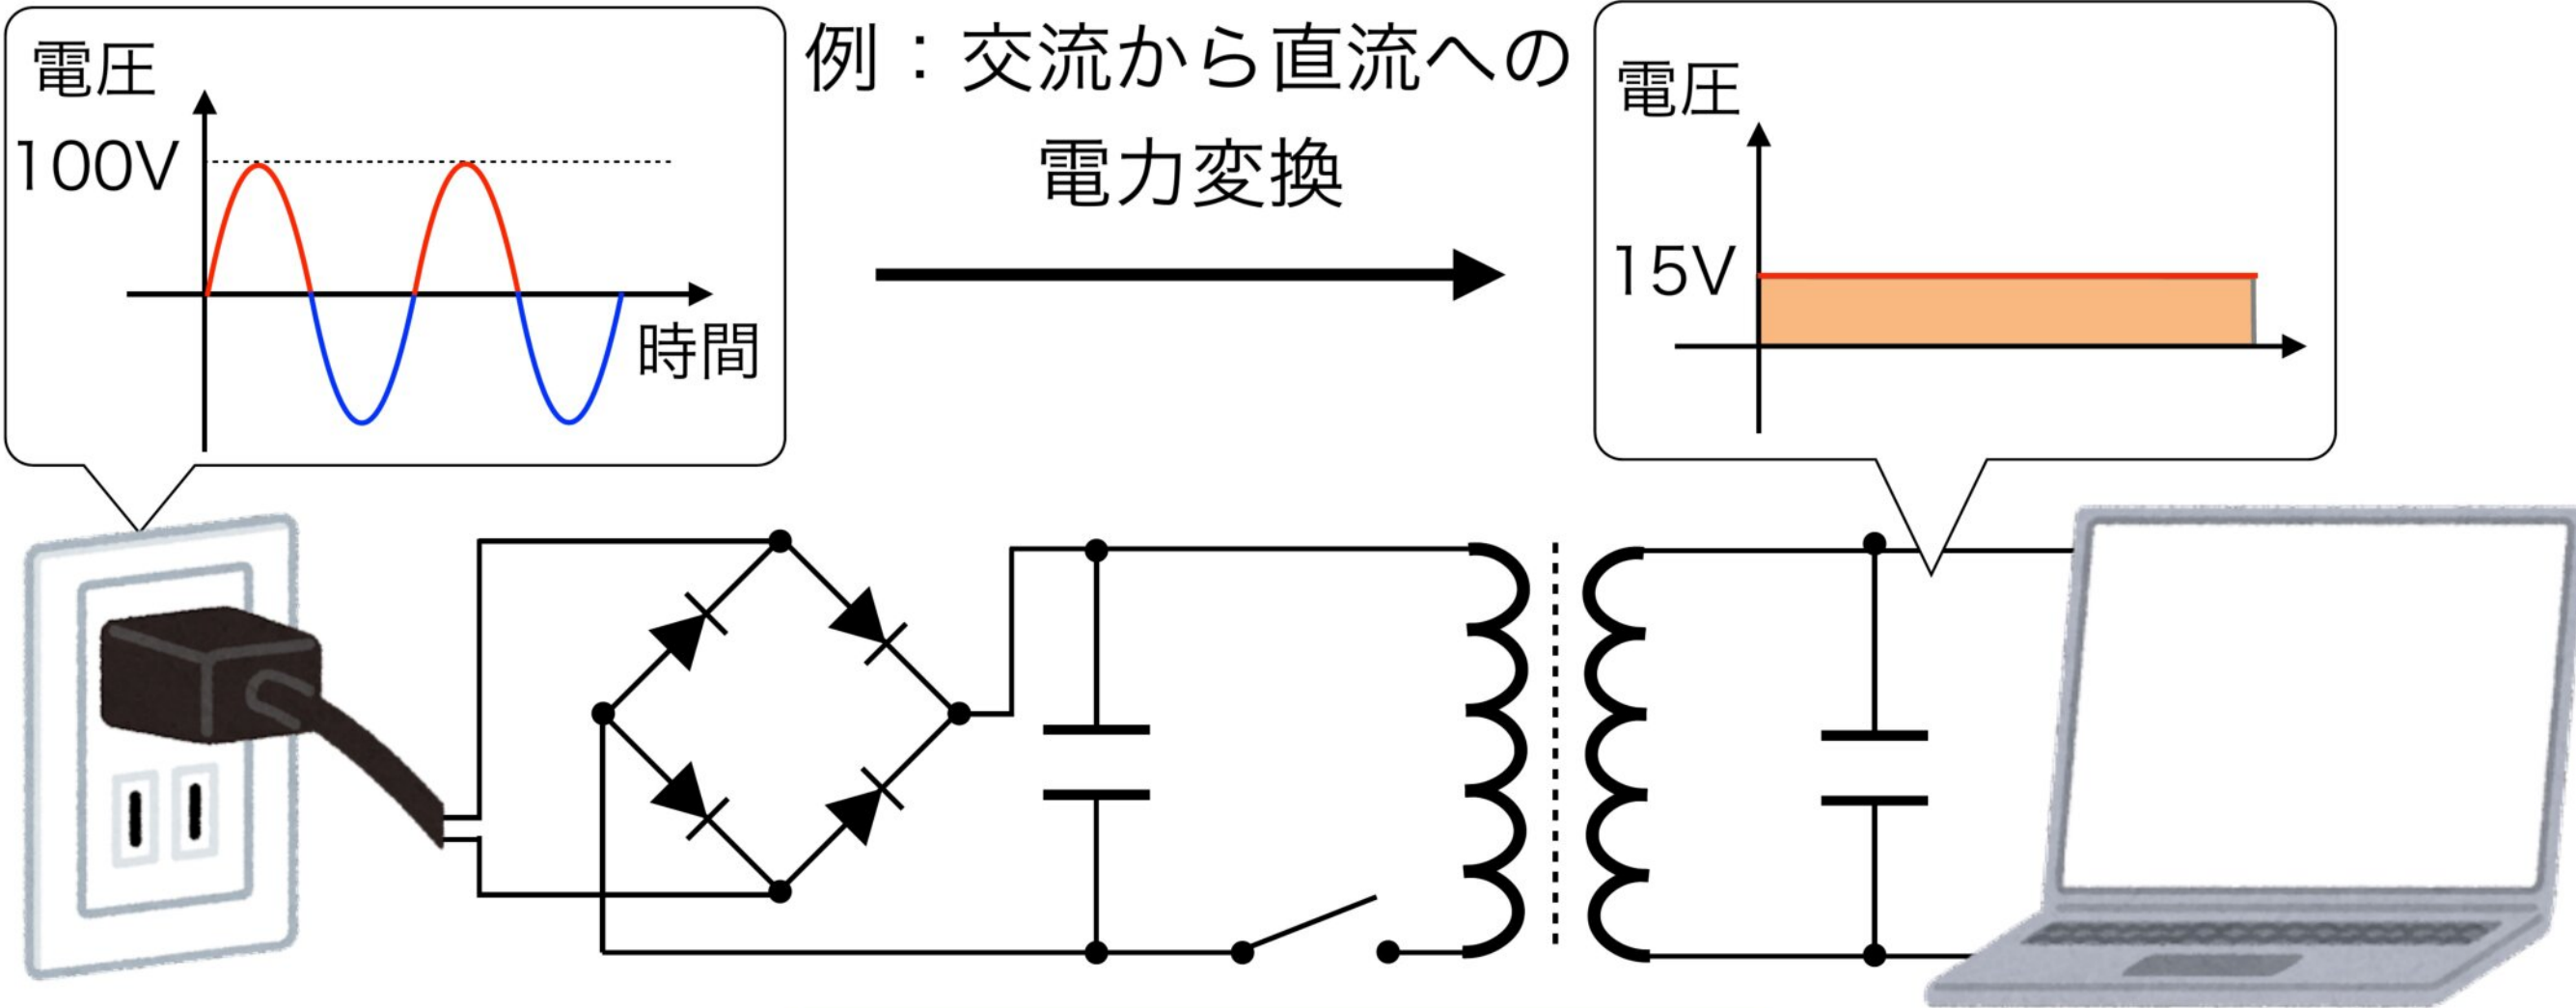 電圧
100V
時間
例：交流から直流への
電力変換
電圧
15V